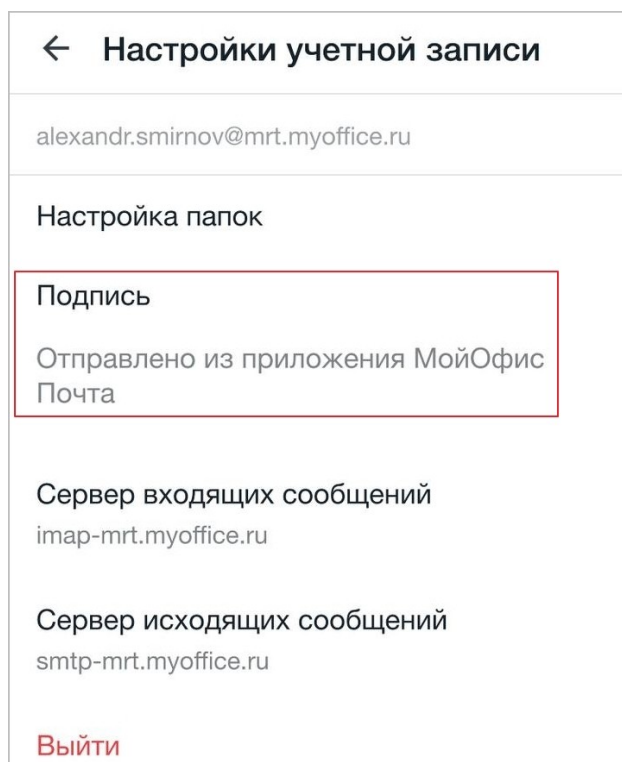 ← Настройки учетной записи
alexandr.smirnov@mrt.myoffice.ru
Настройка папок
Подпись
Отправлено из приложения МойОфис
Почта
Сервер входящих сообщений
imap-mrt.myoffice.ru
Сервер исходящих сообщений
smtp-mrt.myoffice.ru
Выйти